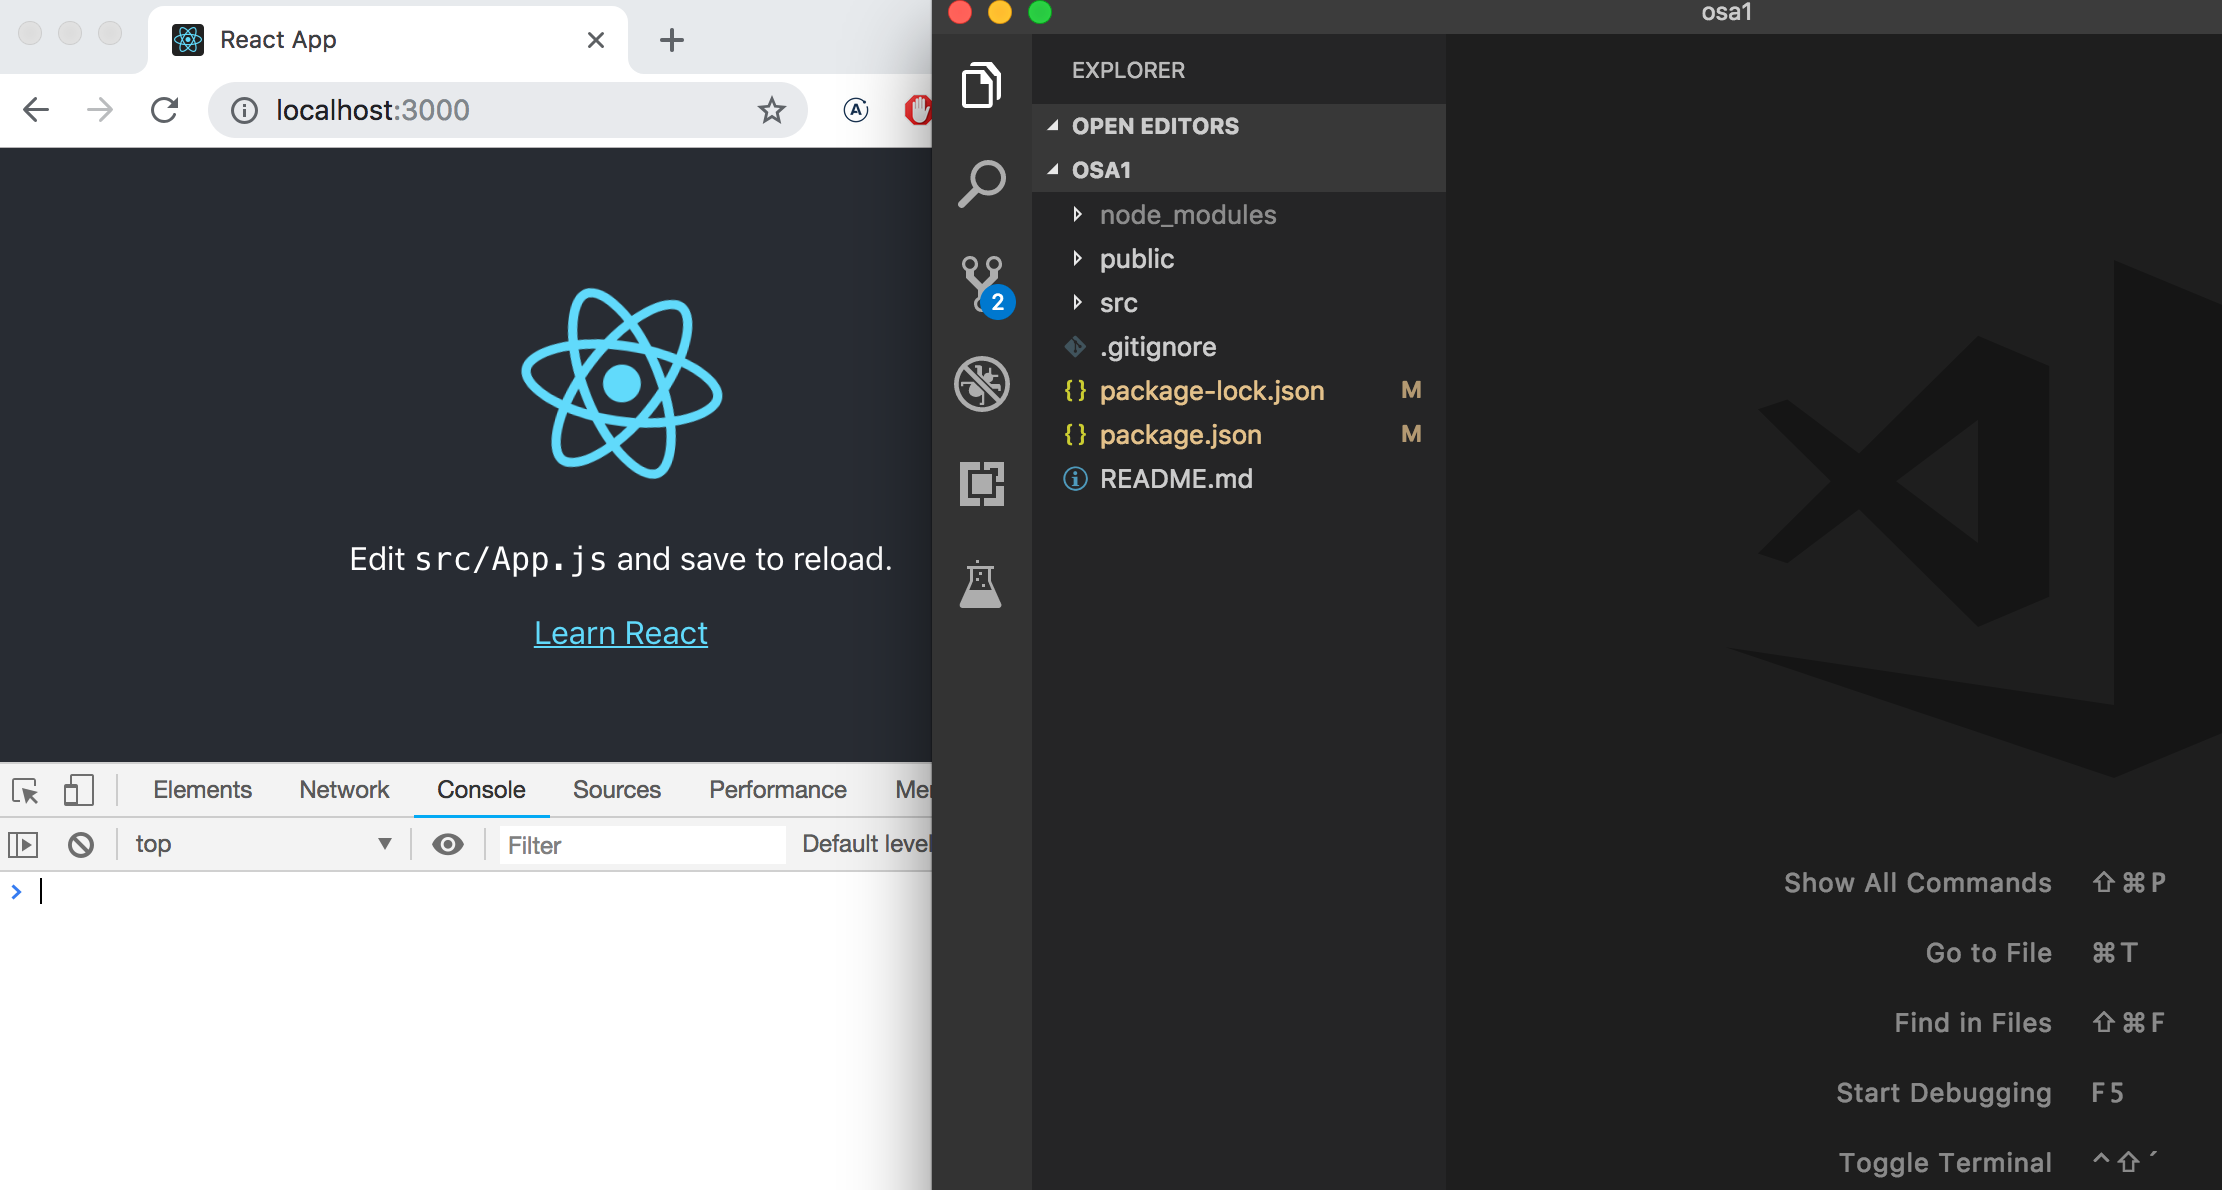 React App
localhost:3000
A
Edit src/App.js and save to reload.
Learn React
Elements Network Console Sources Performance
top Filter Default level
osa1
EXPLORER
OPEN EDITORS
OSA1
node_modules
public
src
.gitignore
{} package-lock.json M
{} package.json M
README.md
2
Show All Commands ⇧⌘P
Go to File ⌘T
Find in Files ⇧⌘F
Start Debugging F5
Toggle Terminal ^⇧´